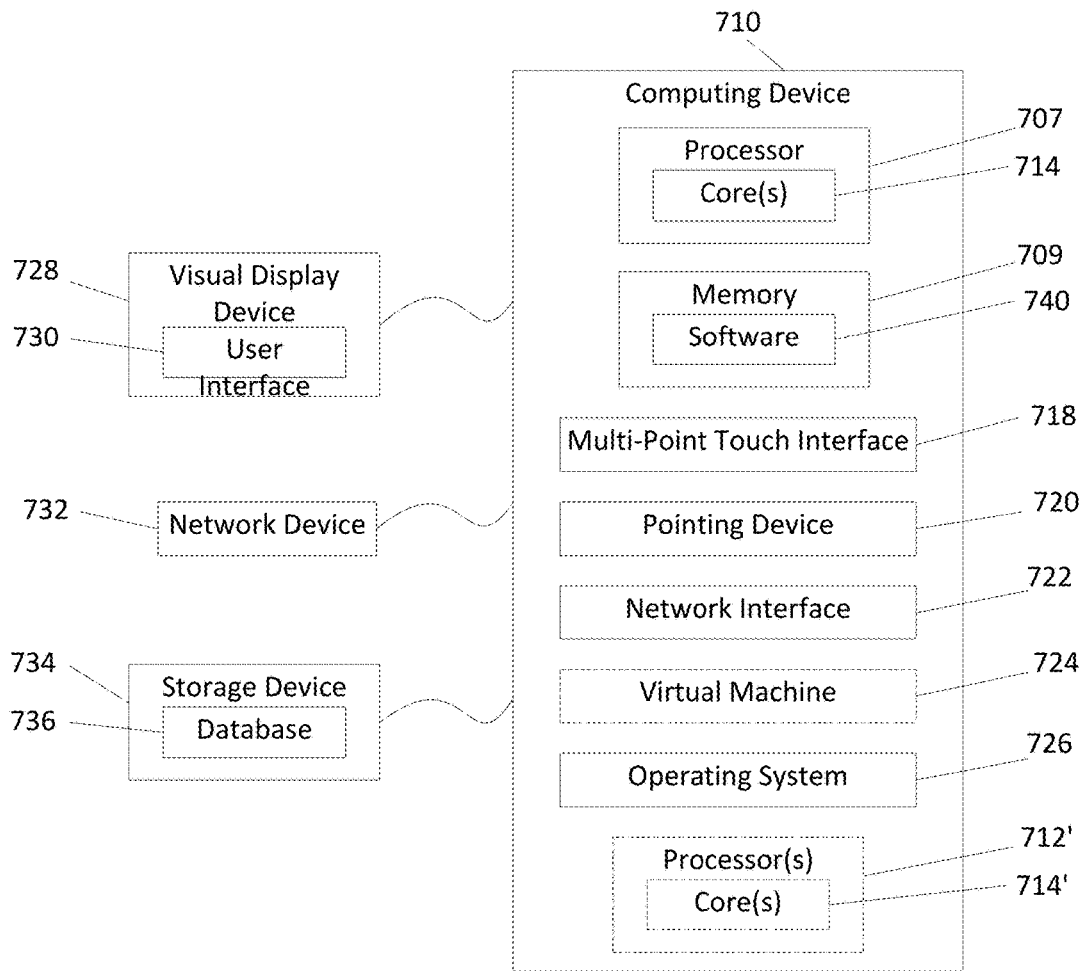 710
Computing Device
707
Processor
714
Core(s)
728
Visual Display
Device
730
User
Interface
709
Memory
740
Software
718
Multi-Point Touch Interface
732
Network Device
720
Pointing Device
722
Network Interface
734
Storage Device
736
Database
724
Virtual Machine
726
Operating System
712'
Processor(s)
714'
Core(s)